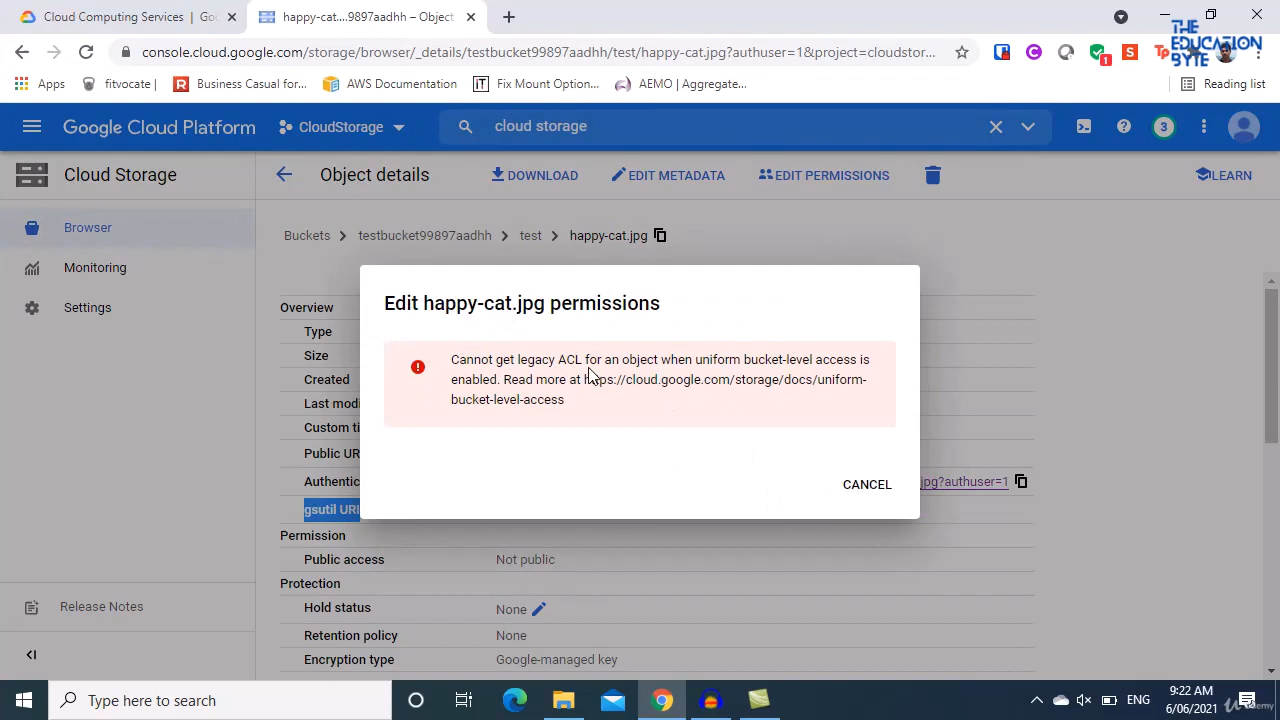 Cloud Computing Services | Go
happy-cat....9897aadhh – Object
console.cloud.google.com/storage/browser/_details/testbucket99897aadhh/test/happy-cat.jpg?authuser=1&project=cloudstor...
THE EDUCATION BYTE
Apps
fitvocate |
Business Casual for...
AWS Documentation
Fix Mount Option...
AEMO | Aggregate...
Reading list
Google Cloud Platform
CloudStorage
cloud storage
3
Cloud Storage
Object details
DOWNLOAD
EDIT METADATA
EDIT PERMISSIONS
LEARN
Browser
Monitoring
Settings
Buckets
testbucket99897aadhh
test
happy-cat.jpg
Overview
Type
Size
Created
Last modi
Custom ti
Public UR
Authentic
jpg?authuser=1
gsutil URI
Edit happy-cat.jpg permissions
Cannot get legacy ACL for an object when uniform bucket-level access is
enabled. Read more at https://cloud.google.com/storage/docs/uniform-
bucket-level-access
CANCEL
Permission
Public access Not public
Protection
Hold status None
Retention policy None
Encryption type Google-managed key
Release Notes
Type here to search
ENG
9:22 AM
6/06/2021
Udemy